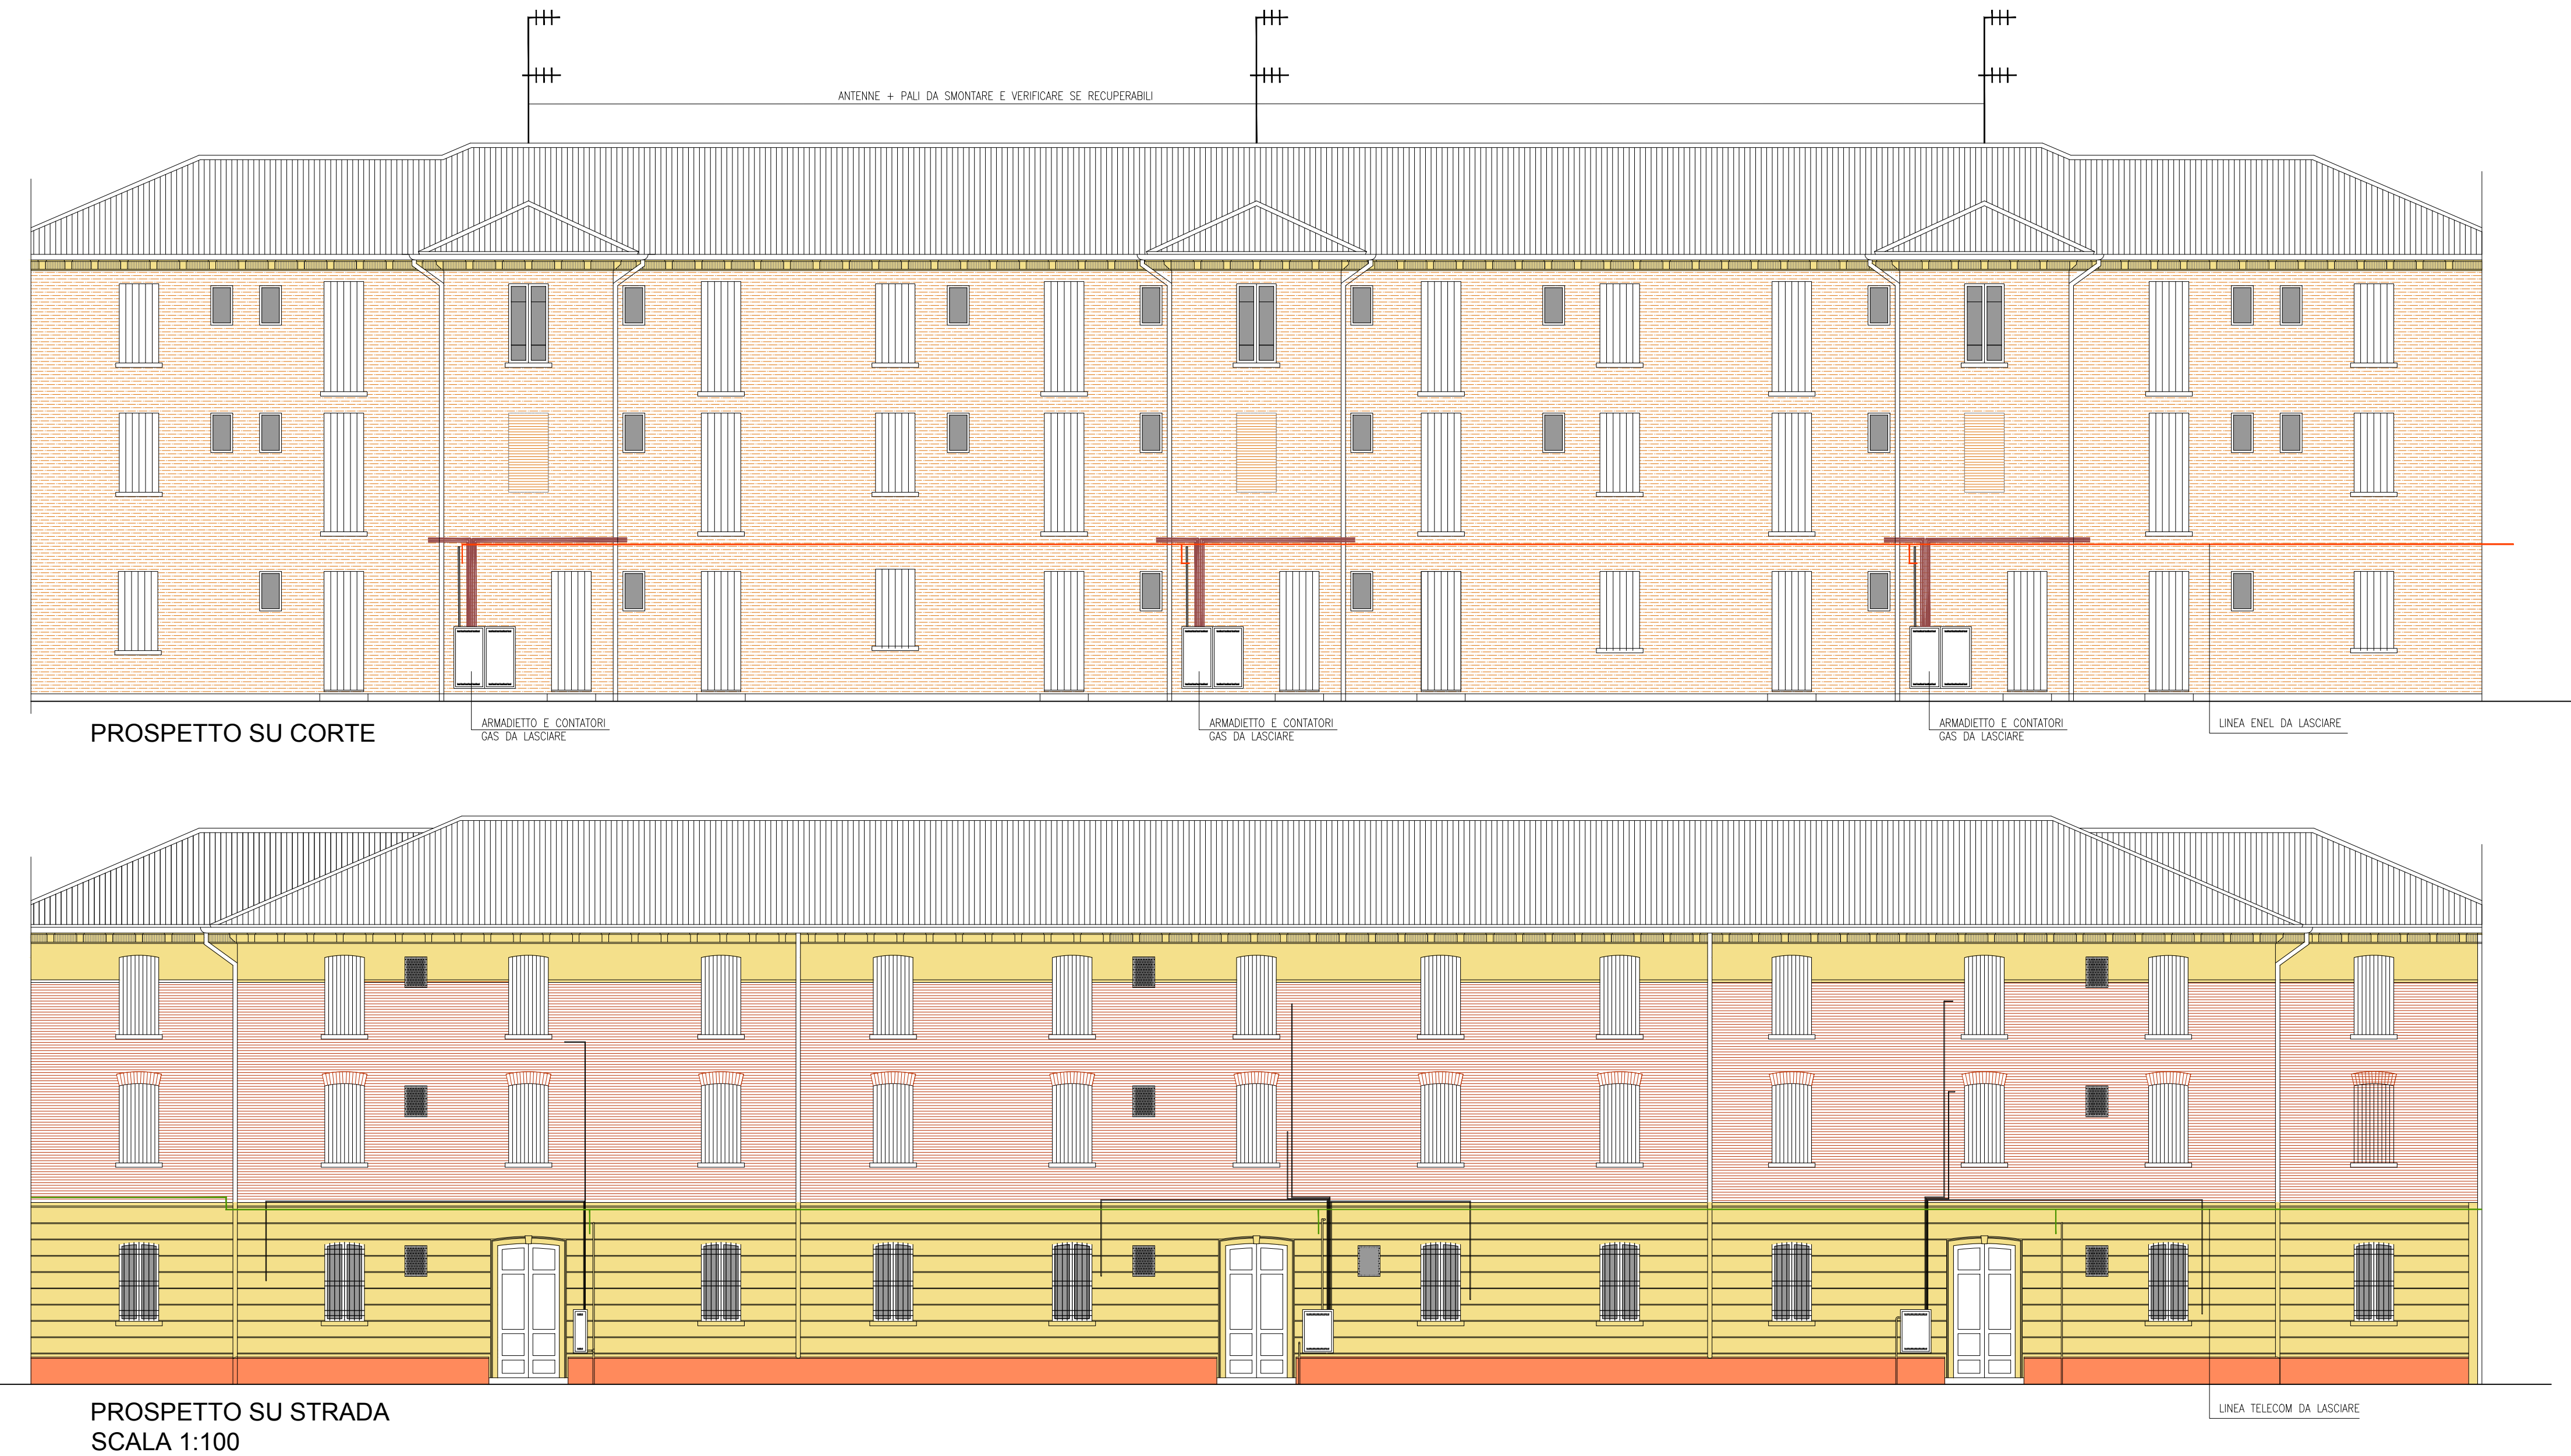 ANTENNE + PALI DA SMONTARE E VERIFICARE SE RECUPERABILI
PROSPETTO SU CORTE
ARMADIETTO E CONTATORI
GAS DA LASCIARE
ARMADIETTO E CONTATORI
GAS DA LASCIARE
ARMADIETTO E CONTATORI
GAS DA LASCIARE
LINEA ENEL DA LASCIARE
PROSPETTO SU STRADA
SCALA 1:100
LINEA TELECOM DA LASCIARE